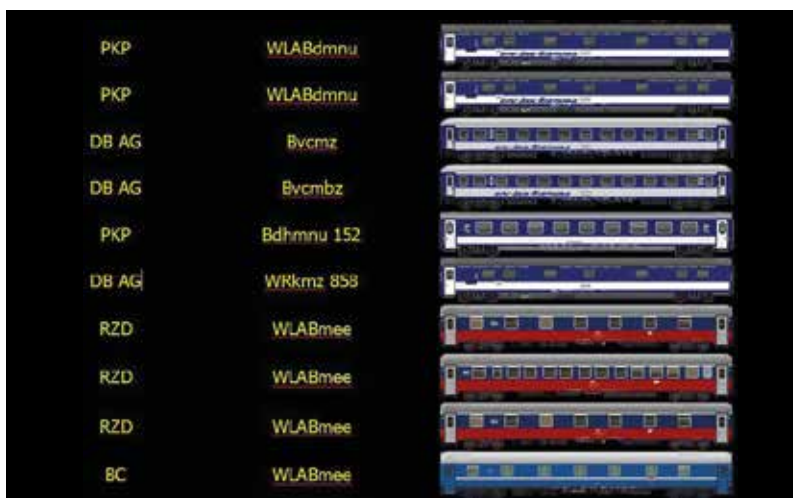 PKP WLABdmnu
PKP WLABdmnu
DB AG Bvcmz
DB AG Bvcmbz
PKP Bdhmnu 152
DB AG WRkmz 858
RZD WLABmee
RZD WLABmee
RZD WLABmee
BC WLABmee